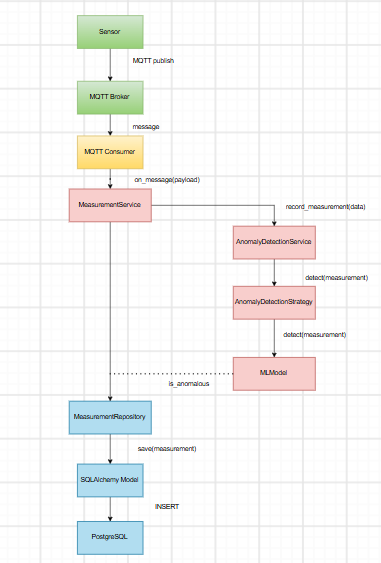 Sensor
MQTT publish
MQTT Broker
message
MQTT Consumer
on_message(payload)
MeasurementService
record_measurement(data)
AnomalyDetectionService
detect(measurement)
AnomalyDetectionStrategy
detect(measurement)
MLModel
is_anomalous
MeasurementRepository
save(measurement)
SQLAlchemy Model
INSERT
PostgreSQL